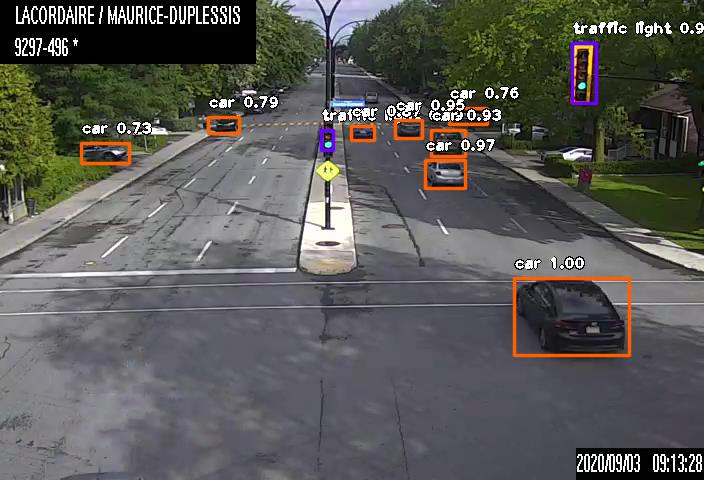 LACORDAIRE / MAURICE-DUPLESSIS
9297-496 *
traffic light 0.9
car 0.76
car 0.79
car 0.95
car 0.93
car 0.73
car 0.97
car 1.00
2020/09/03 09:13:28